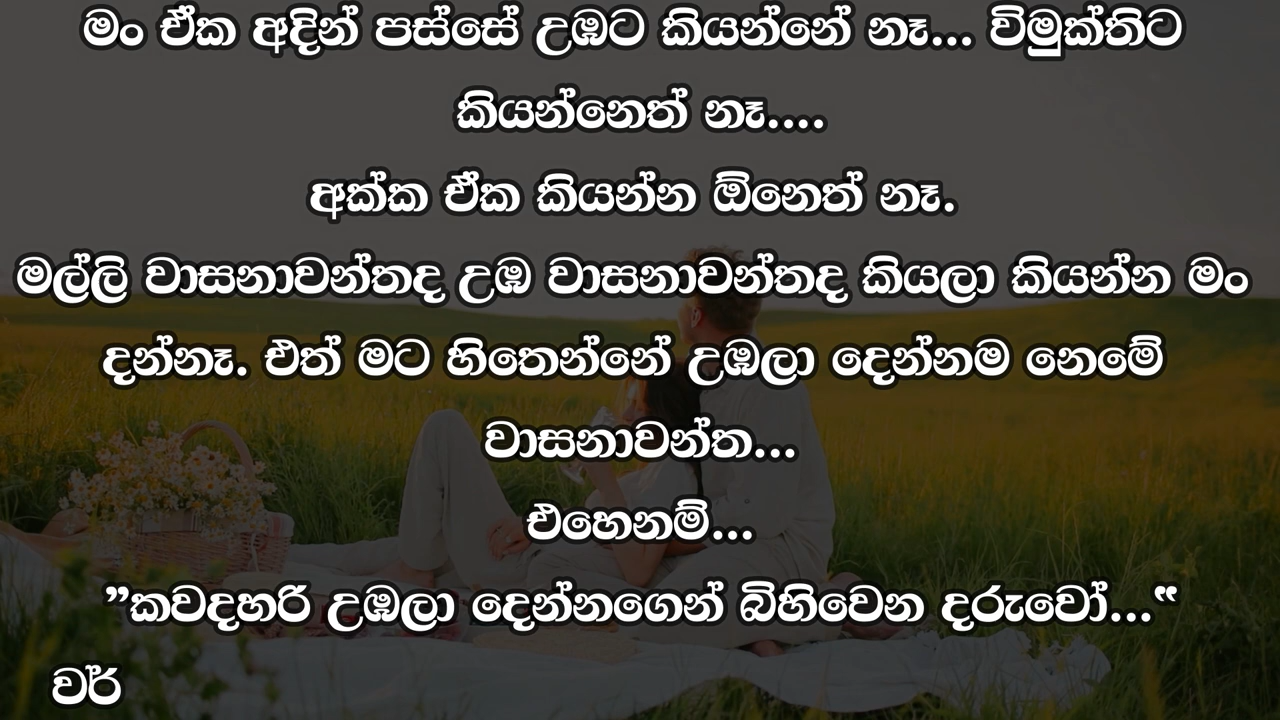 මං ඒක අදින් පස්සේ උඹට කියන්නේ නෑ... විමුක්තිට
කියන්නෙත් නෑ....
අක්ක ඒක කියන්න ඕනෙත් නෑ.
මල්ලි වාසනාවන්තද උඹ වාසනාවන්තද කියලා කියන්න මං
දන්නෑ. එත් මට හිතෙන්නේ උඹලා දෙන්නම නෙමේ
වාසනාවන්ත...
එහෙනම්...
”කවදහරි උඹලා දෙන්නගෙන් බිහිවෙන දරුවෝ...“
වර්